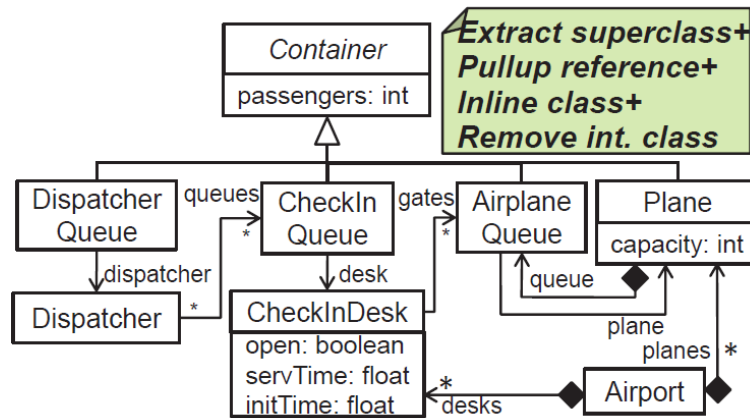 Container
passengers: int
Extract superclass+
Pullup reference+
Inline class+
Remove int. class
Dispatcher
Queue
queues
*
CheckIn
Queue
gates
*
Airplane
Queue
Plane
capacity: int
dispatcher
desk
queue
Dispatcher
*
CheckInDesk
open: boolean
servTime: float
initTime: float
plane
planes
*
*
desks
Airport